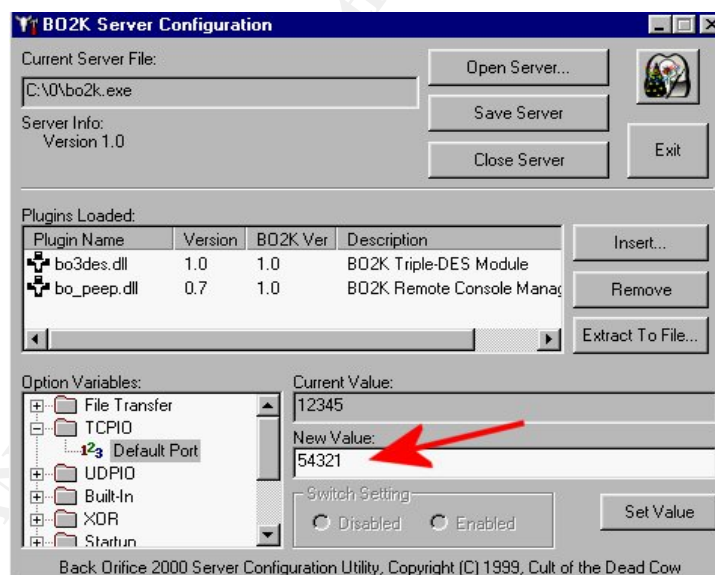 BO2K Server Configuration
Current Server File:
C:\0\bo2k.exe
Server Info:
Version 1.0
Open Server...
Save Server
Close Server
Exit
Plugins Loaded:
Plugin Name Version BO2K Ver Description
bo3des.dll 1.0 1.0 BO2K Triple-DES Module
bo_peep.dll 0.7 1.0 BO2K Remote Console Manag
Insert...
Remove
Extract To File...
Option Variables:
File Transfer
TCPIO
Default Port
UDPIO
Built-In
XOR
Startup
Current Value:
12345
New Value:
54321
Switch Setting
Disabled Enabled
Set Value
Back Orifice 2000 Server Configuration Utility, Copyright (C) 1999, Cult of the Dead Cow